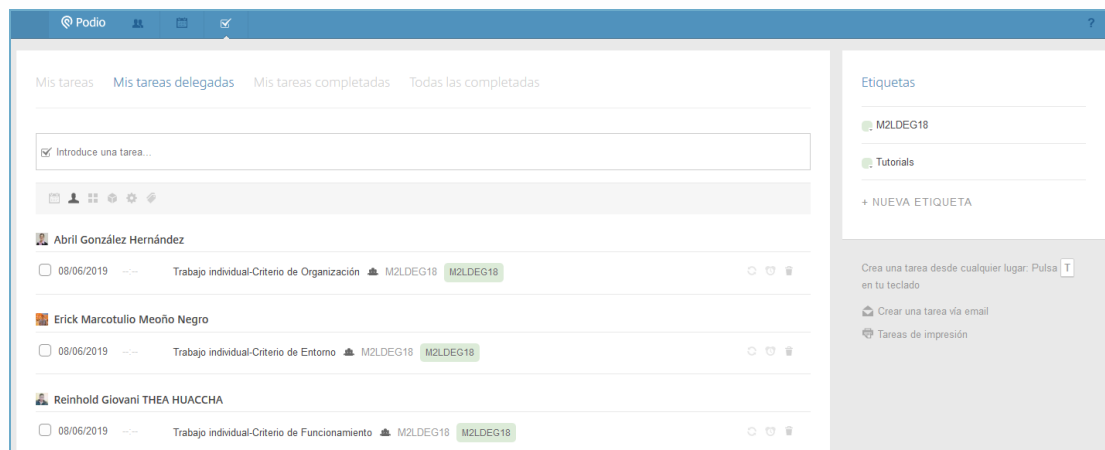 Podio
?
Mis tareas Mis tareas delegadas Mis tareas completadas Todas las completadas
Introduce una tarea...
Abril González Hernández
08/06/2019 --:-- Trabajo individual-Criterio de Organización M2LDEG18 M2LDEG18
Erick Marcotulio Meoño Negro
08/06/2019 --:-- Trabajo individual-Criterio de Entorno M2LDEG18 M2LDEG18
Reinhold Giovani THEA HUACCHA
08/06/2019 --:-- Trabajo individual-Criterio de Funcionamiento M2LDEG18 M2LDEG18
Etiquetas
M2LDEG18
Tutorials
+ NUEVA ETIQUETA
Crea una tarea desde cualquier lugar: Pulsa T
en tu teclado
Crear una tarea vía email
Tareas de impresión